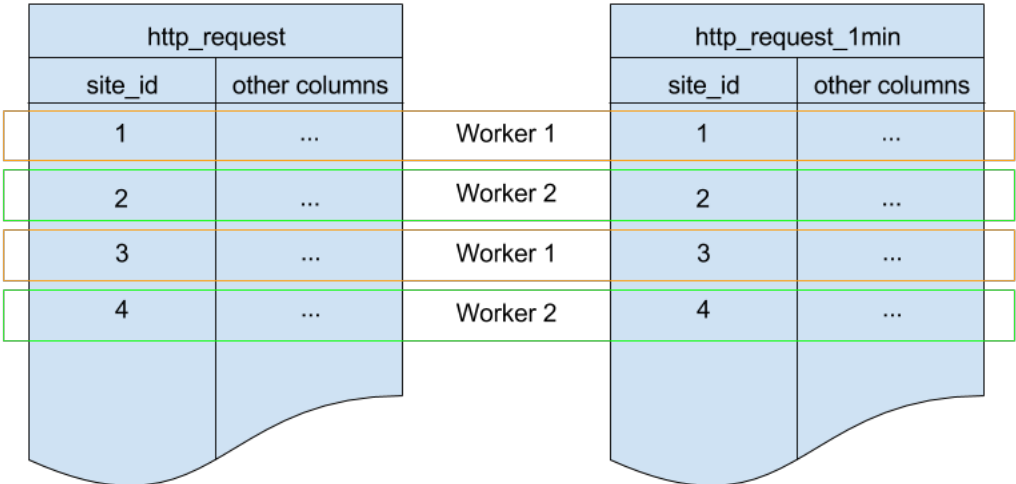 http_request http_request_1min
site_id other columns site_id other columns
1 ... Worker 1 1 ...
2 ... Worker 2 2 ...
3 ... Worker 1 3 ...
4 ... Worker 2 4 ...